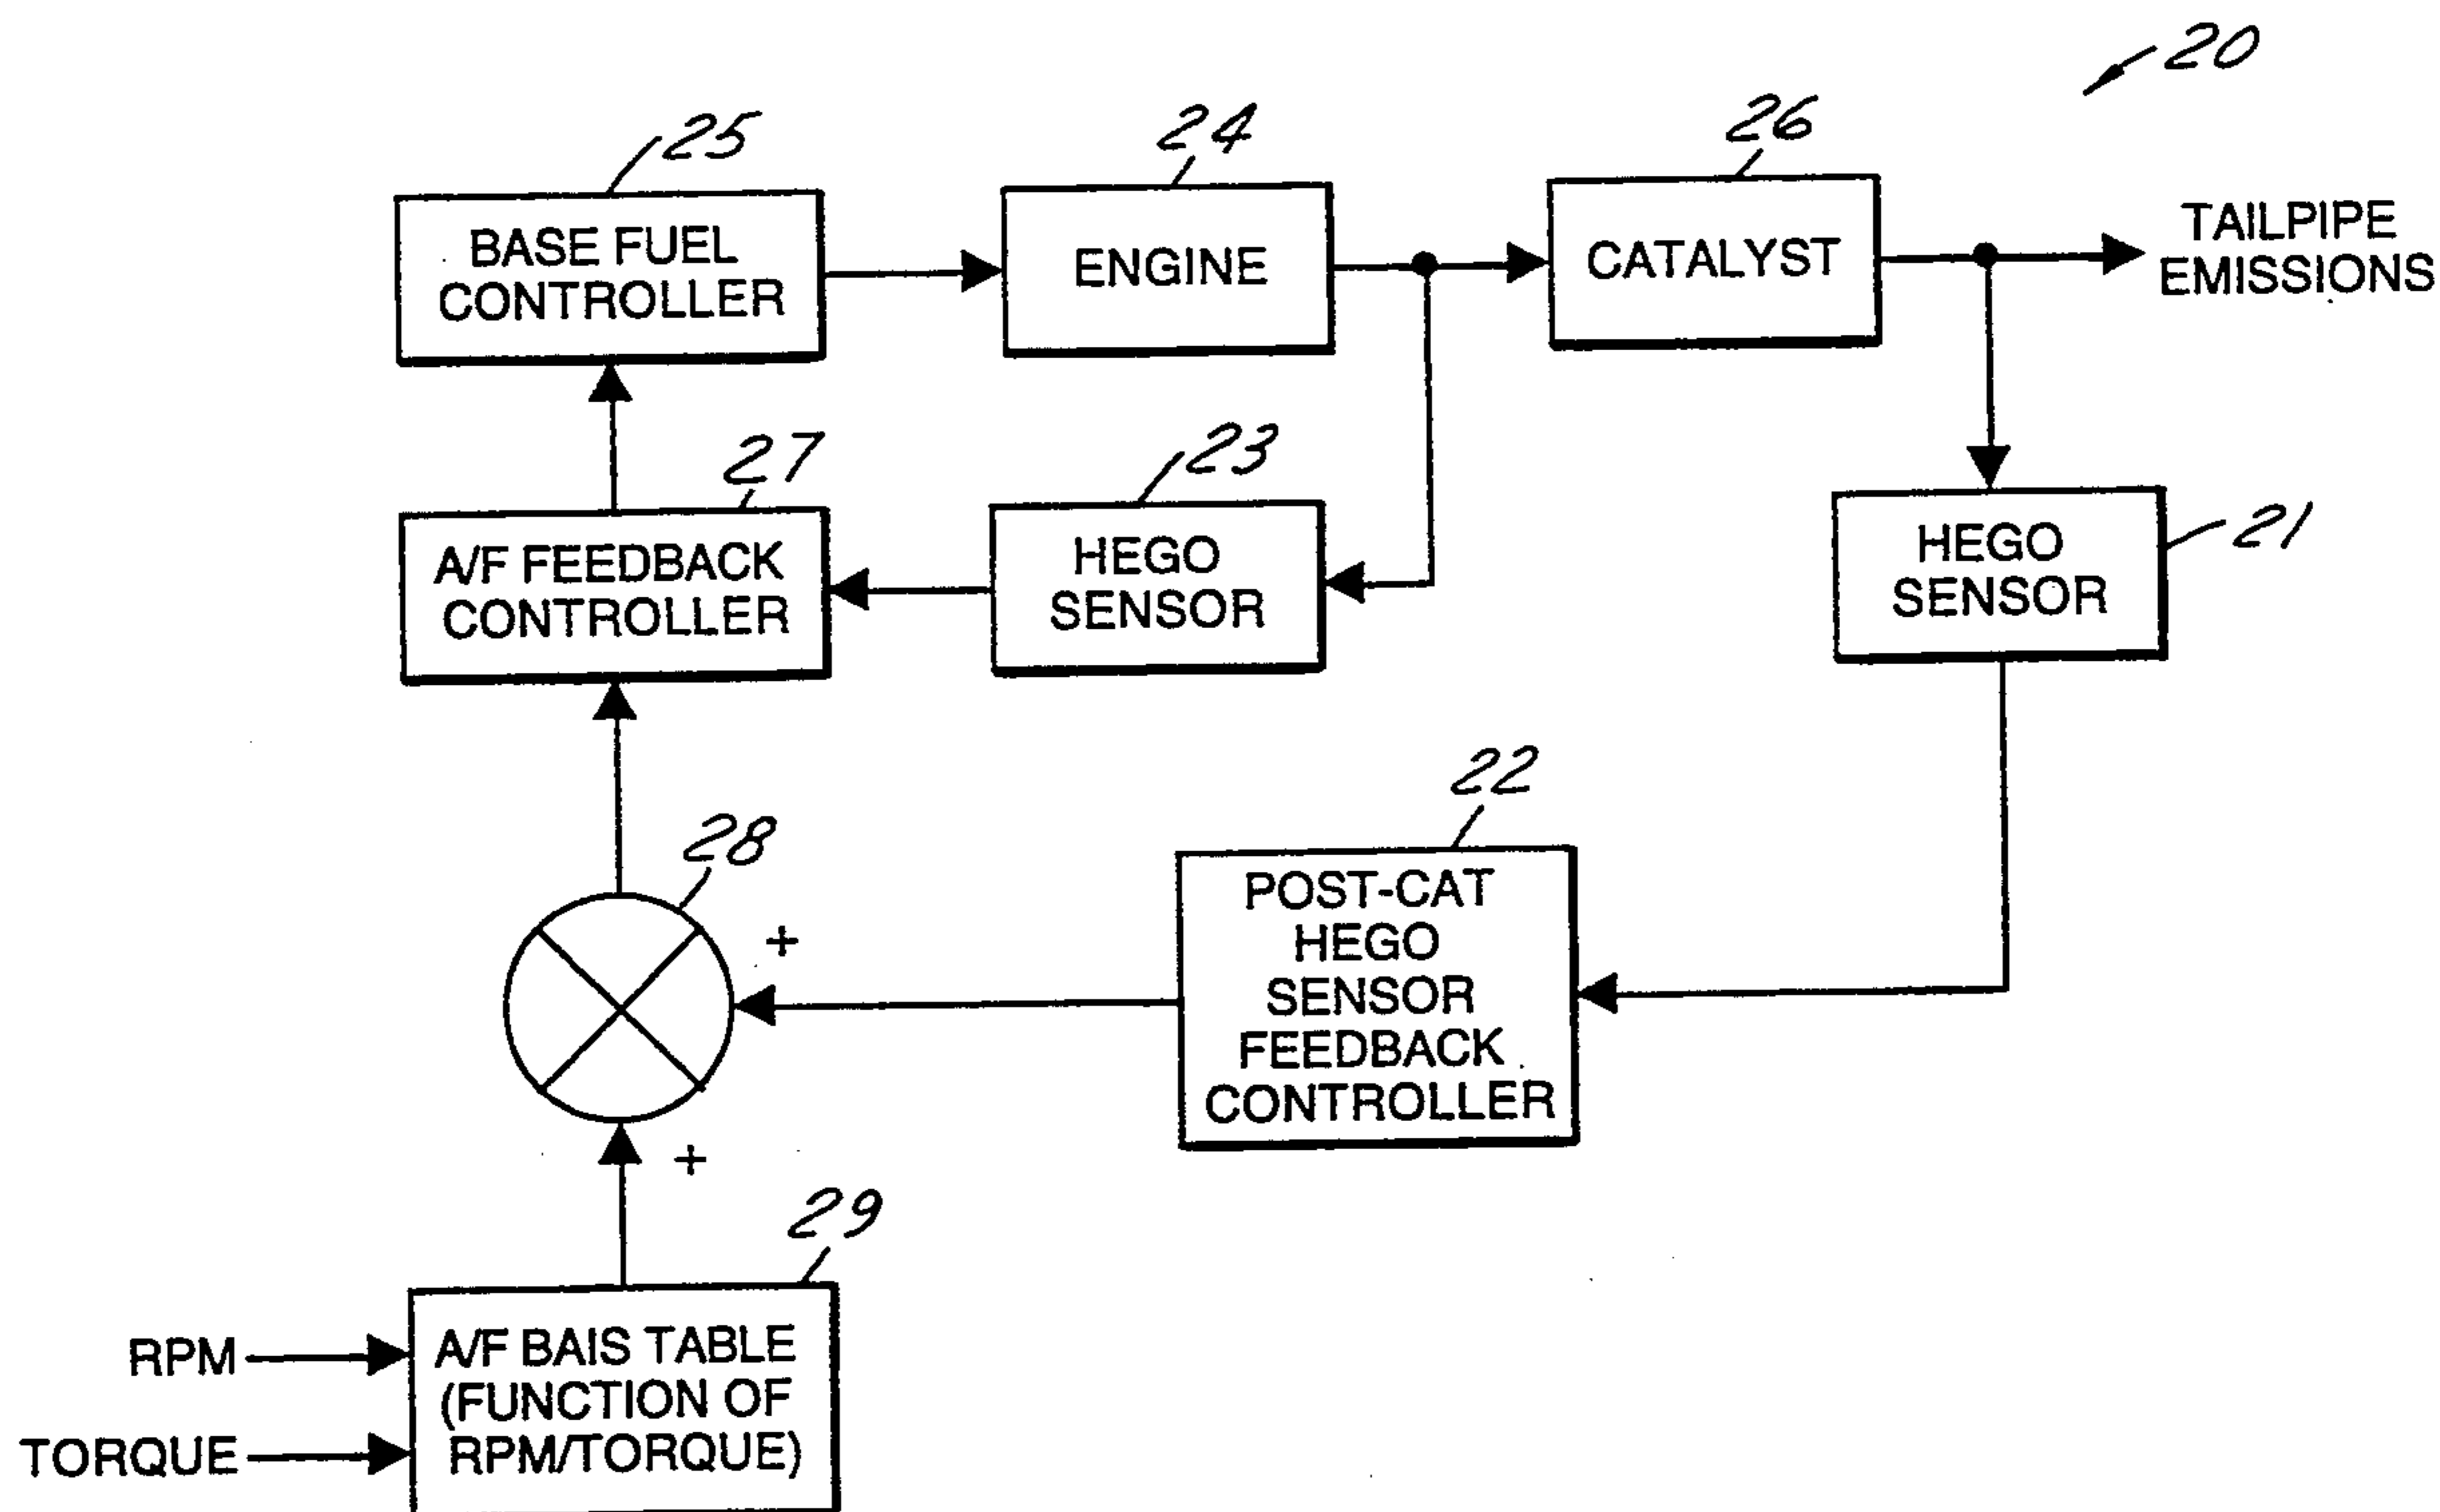 20
25
24
26
BASE FUEL
CONTROLLER
ENGINE
CATALYST
TAILPIPE
EMISSIONS
27
23
21
A/F FEEDBACK
CONTROLLER
HEGO
SENSOR
HEGO
SENSOR
22
28
+
POST-CAT
HEGO
SENSOR
FEEDBACK
CONTROLLER
+
29
RPM
TORQUE
A/F BAIS TABLE
(FUNCTION OF
RPM/TORQUE)